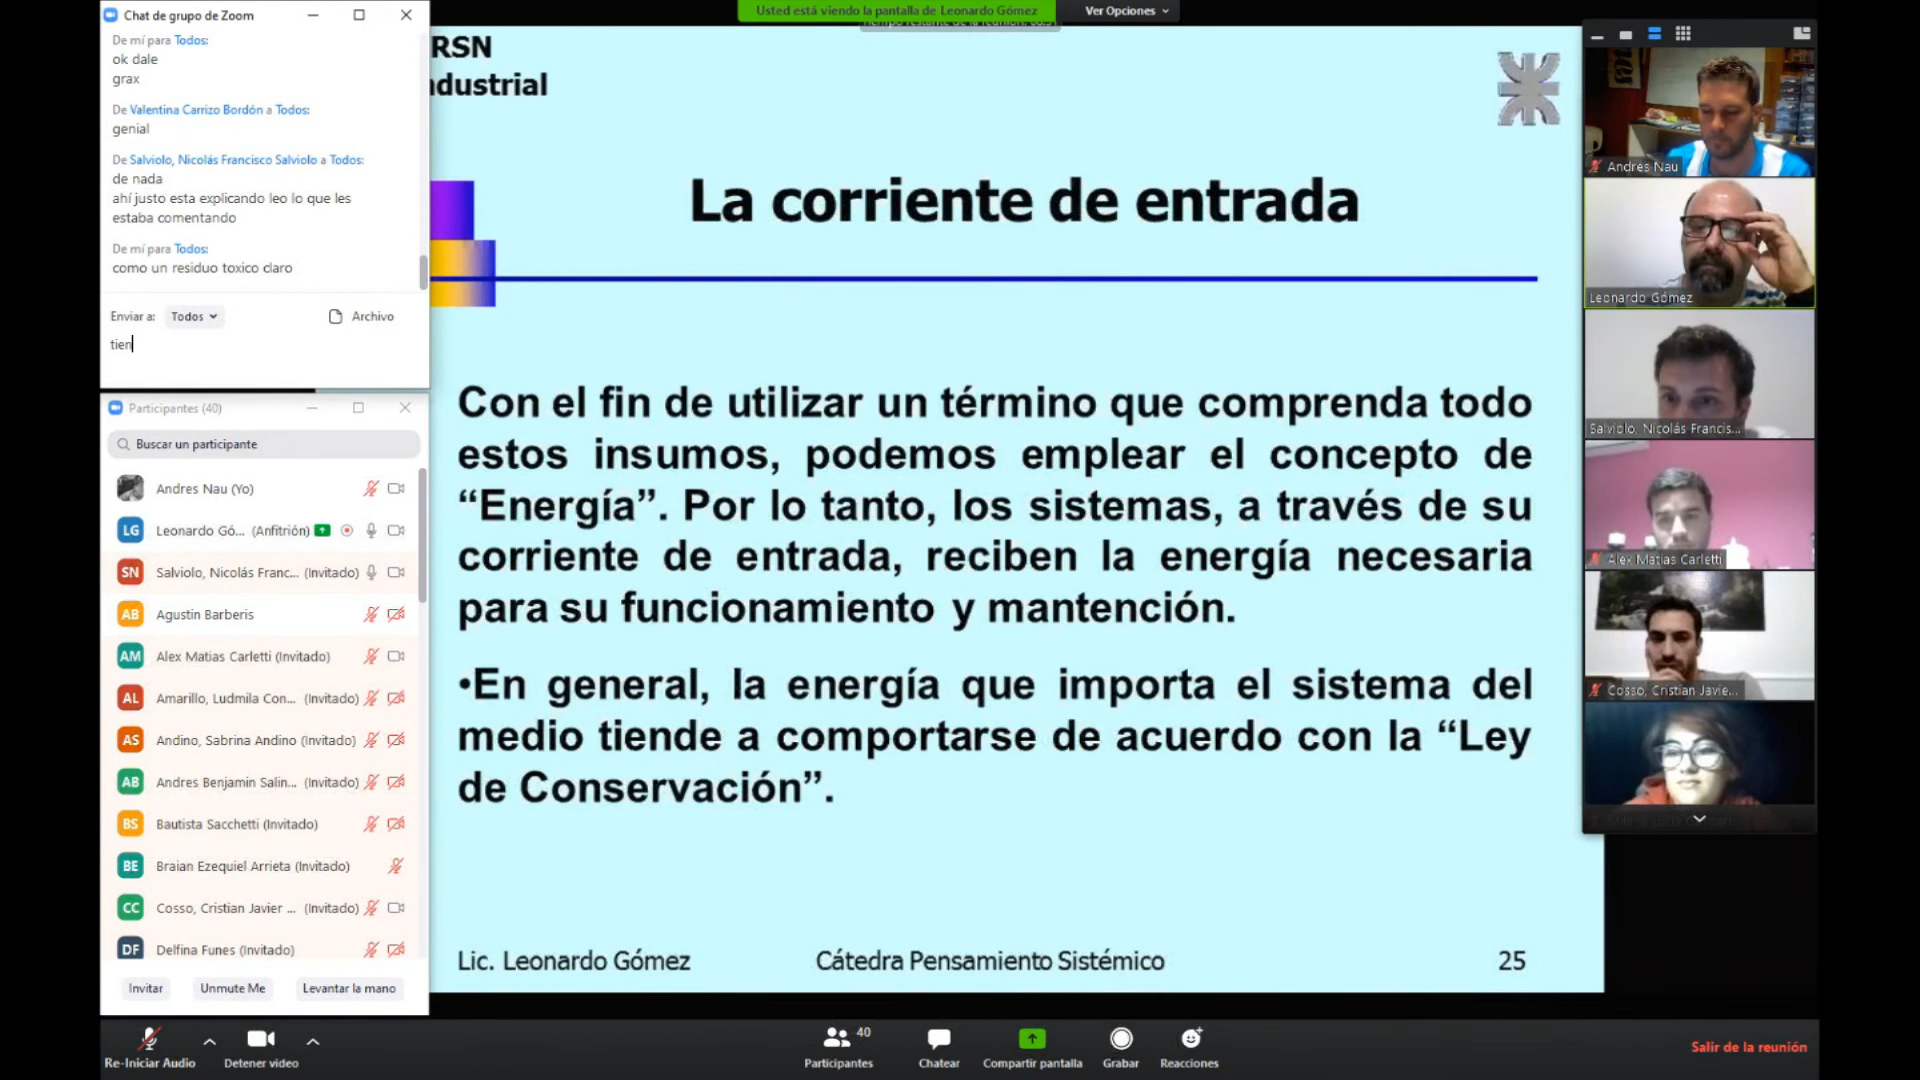 Chat de grupo de Zoom
De mí para Todos:
ok dale
grax
De Valentina Carrizo Bordón a Todos:
genial
De Salviolo, Nicolás Francisco Salviolo a Todos:
de nada
ahí justo esta explicando leo lo que les
estaba comentando
De mí para Todos:
como un residuo toxico claro
Enviar a: Todos Archivo
tien
Participantes (40)
Buscar un participante
Andres Nau (Yo)
LG Leonardo Gó... (Anfitrión)
SN Salviolo, Nicolás Franc... (Invitado)
AB Agustin Barberis
AM Alex Matias Carletti (Invitado)
AL Amarillo, Ludmila Con... (Invitado)
AS Andino, Sabrina Andino (Invitado)
AB Andres Benjamin Salin... (Invitado)
BS Bautista Sacchetti (Invitado)
BE Braian Ezequiel Arrieta (Invitado)
CC Cosso, Cristian Javier ... (Invitado)
DF Delfina Funes (Invitado)
Invitar Unmute Me Levantar la mano
Usted está viendo la pantalla de Leonardo Gómez Ver Opciones
RSN
ndustrial
La corriente de entrada
Con el fin de utilizar un término que comprenda todo
estos insumos, podemos emplear el concepto de
“Energía”. Por lo tanto, los sistemas, a través de su
corriente de entrada, reciben la energía necesaria
para su funcionamiento y mantención.
•En general, la energía que importa el sistema del
medio tiende a comportarse de acuerdo con la “Ley
de Conservación”.
Lic. Leonardo Gómez Cátedra Pensamiento Sistémico 25
Andres Nau
Leonardo Gómez
Salviolo, Nicolás Francis...
Alex Matias Carletti
Cosso, Cristian Javie...
Re-Iniciar Audio Detener video Participantes 40 Chatear Compartir pantalla Grabar Reacciones Salir de la reunión